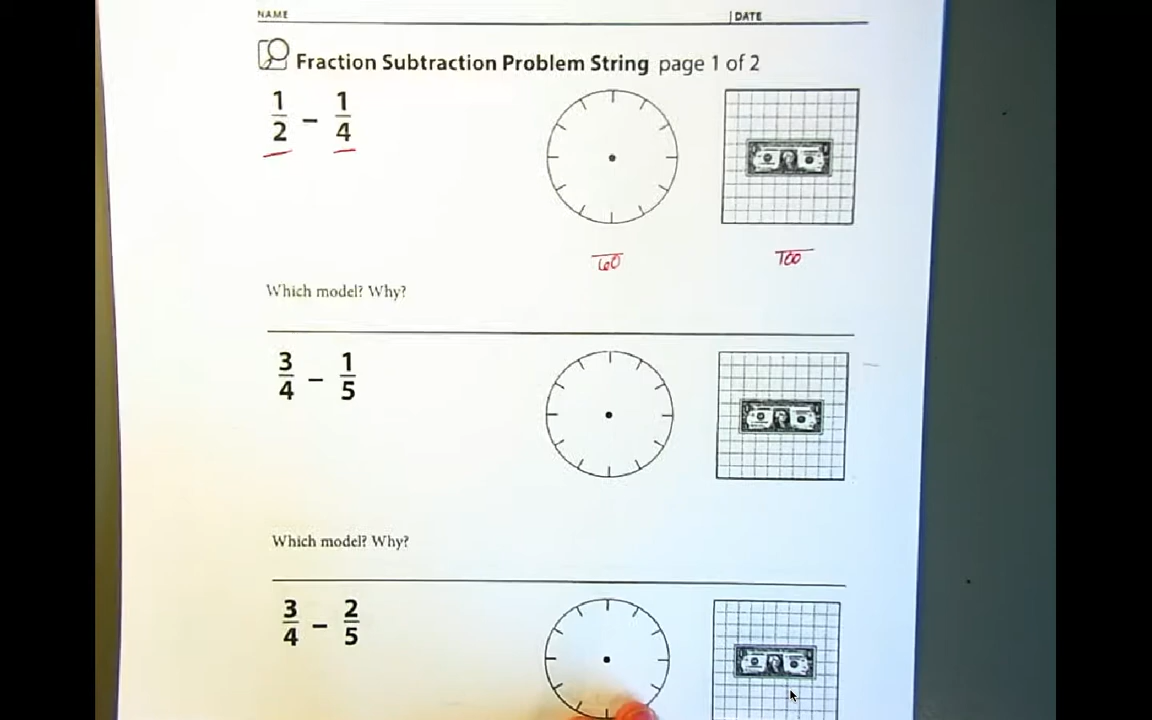 NAME | DATE
Fraction Subtraction Problem String page 1 of 2
1/2 − 1/4
/60 /100
Which model? Why?
3/4 − 1/5
Which model? Why?
3/4 − 2/5